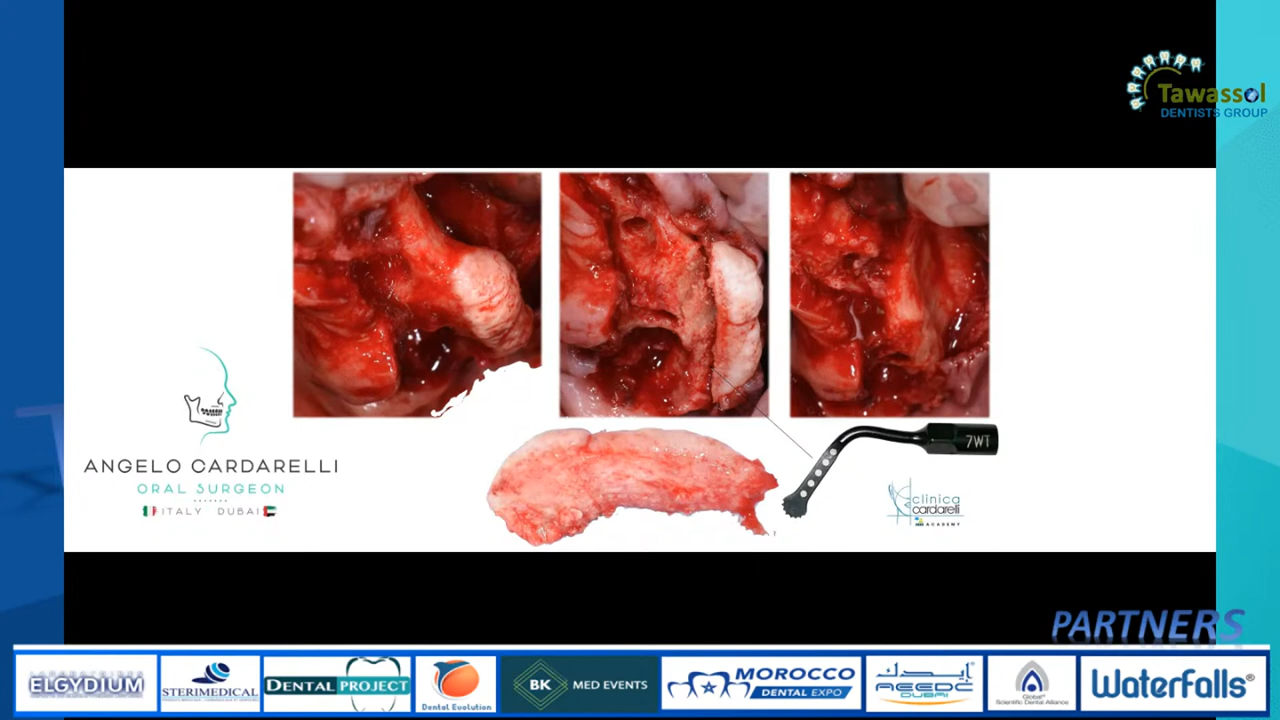 Tawassol
DENTISTS GROUP
7WT
ANGELO CARDARELLI
ORAL SURGEON
ITALY DUBAI
clinica
cardarelli
ACADEMY
PARTNERS
ELGYDIUM
STERIMEDICAL
DENTAL PROJECT
Dental Evolution
BK MED EVENTS
MOROCCO
DENTAL EXPO
إيدك
AEEDC
DUBAI
Global
Scientific Dental Alliance
Waterfalls®